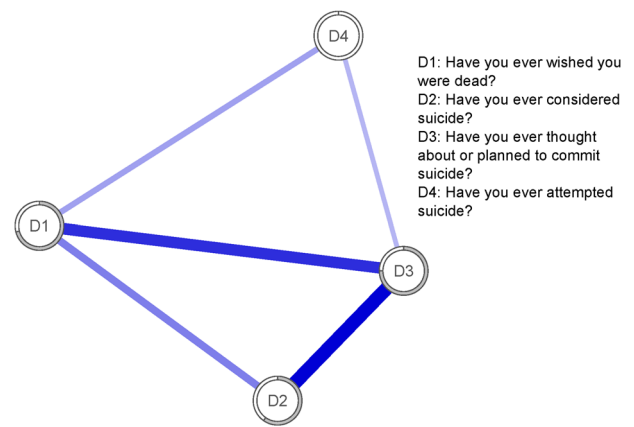 D4
D1: Have you ever wished you
were dead?
D2: Have you ever considered
suicide?
D3: Have you ever thought
about or planned to commit
suicide?
D4: Have you ever attempted
suicide?
D1
D3
D2